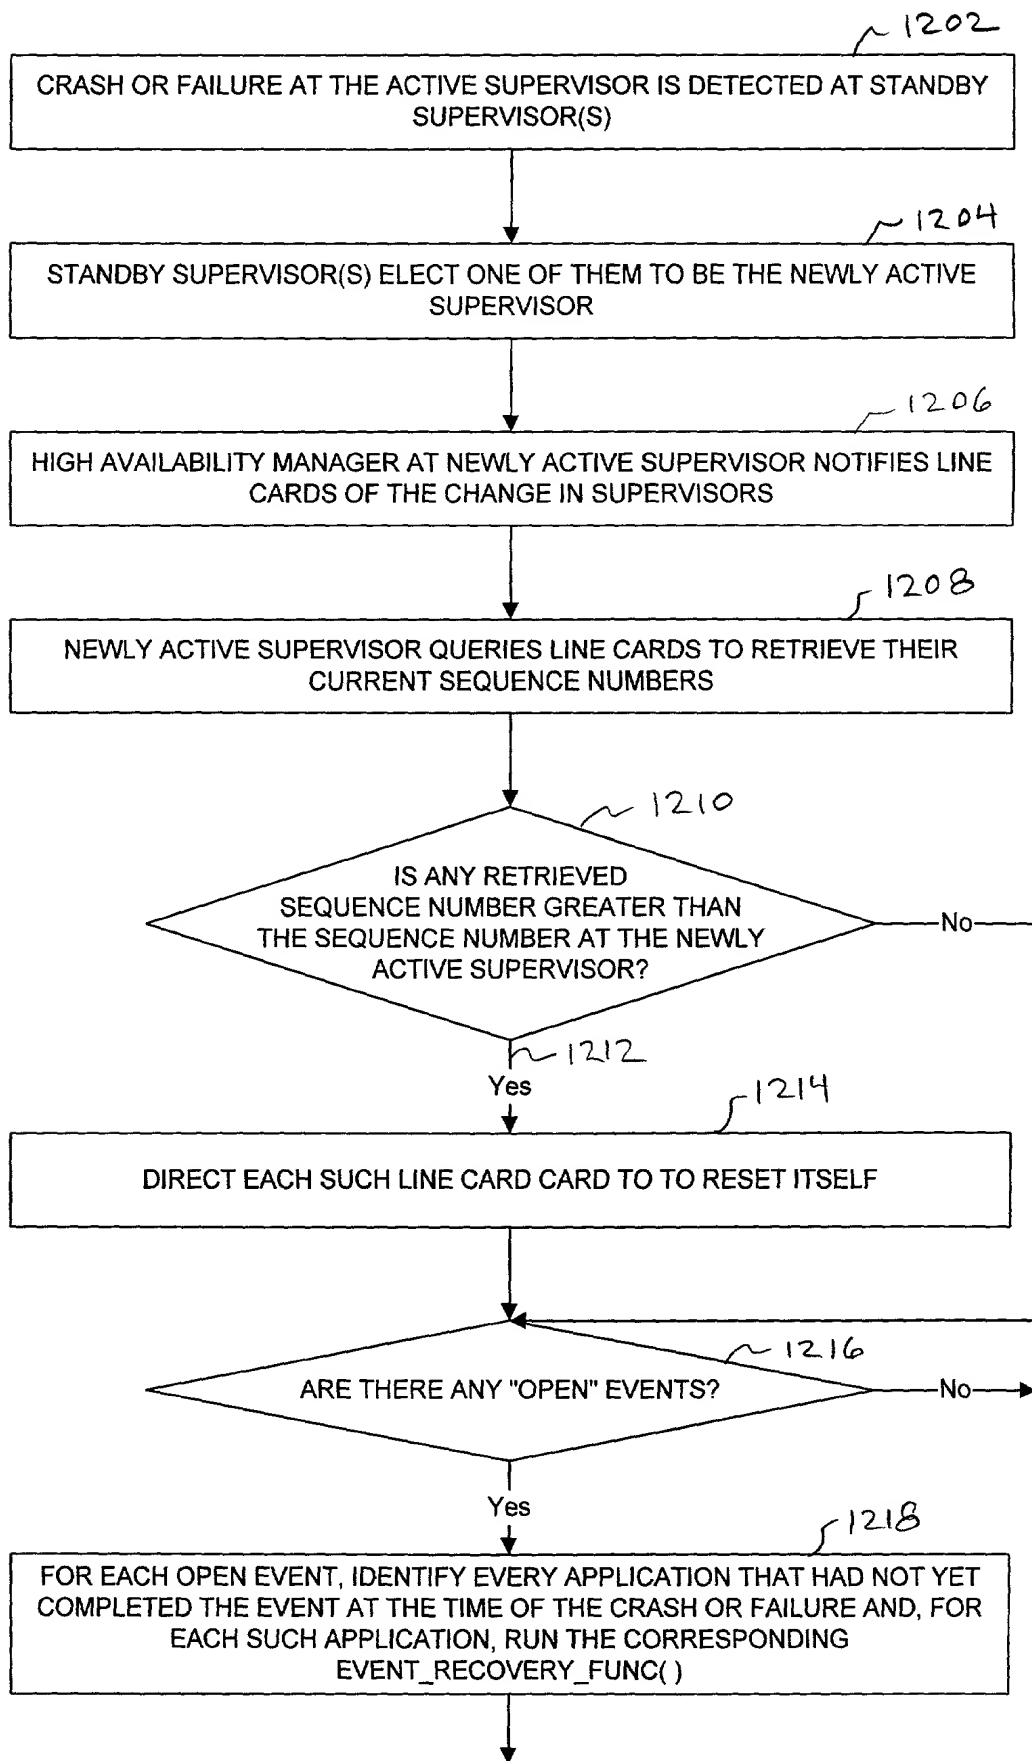 1202
CRASH OR FAILURE AT THE ACTIVE SUPERVISOR IS DETECTED AT STANDBY
SUPERVISOR(S)
1204
STANDBY SUPERVISOR(S) ELECT ONE OF THEM TO BE THE NEWLY ACTIVE
SUPERVISOR
1206
HIGH AVAILABILITY MANAGER AT NEWLY ACTIVE SUPERVISOR NOTIFIES LINE
CARDS OF THE CHANGE IN SUPERVISORS
1208
NEWLY ACTIVE SUPERVISOR QUERIES LINE CARDS TO RETRIEVE THEIR
CURRENT SEQUENCE NUMBERS
1210
IS ANY RETRIEVED
SEQUENCE NUMBER GREATER THAN
THE SEQUENCE NUMBER AT THE NEWLY
ACTIVE SUPERVISOR?
No
1212
Yes
1214
DIRECT EACH SUCH LINE CARD CARD TO TO RESET ITSELF
1216
ARE THERE ANY "OPEN" EVENTS?
No
Yes
1218
FOR EACH OPEN EVENT, IDENTIFY EVERY APPLICATION THAT HAD NOT YET
COMPLETED THE EVENT AT THE TIME OF THE CRASH OR FAILURE AND, FOR
EACH SUCH APPLICATION, RUN THE CORRESPONDING
EVENT_RECOVERY_FUNC( )